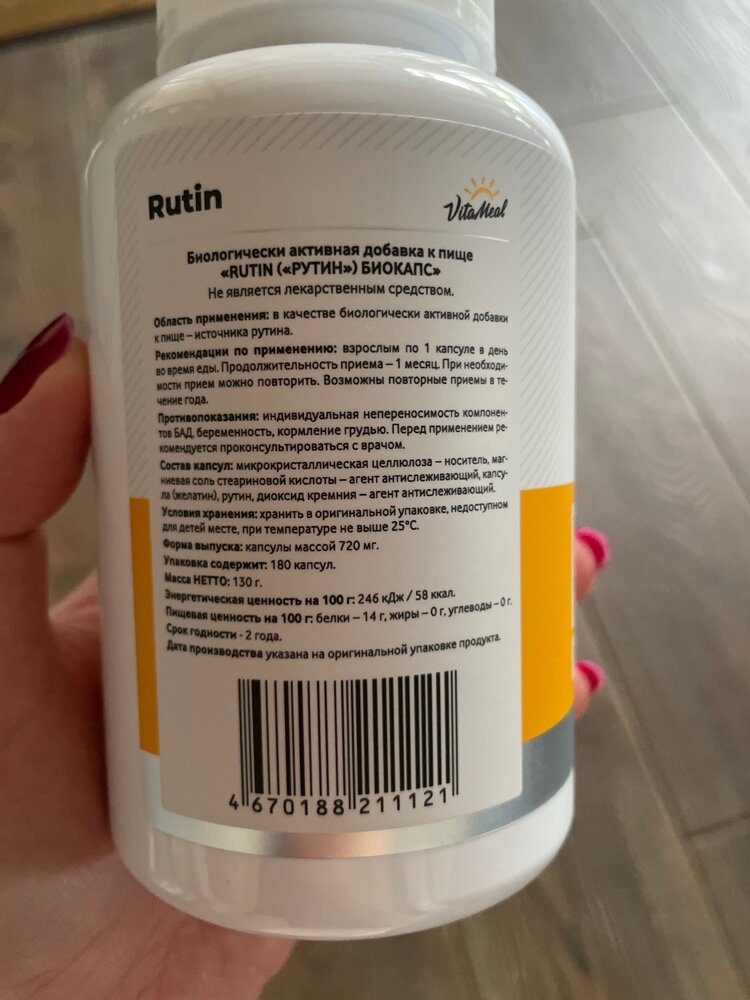 Rutin
VitaMeal
Биологически активная добавка к пище
«RUTIN («РУТИН») БИОКАПС»
Не является лекарственным средством.
Область применения: в качестве биологически активной добавки
к пище – источника рутина.
Рекомендации по применению: взрослым по 1 капсуле в день
во время еды. Продолжительность приема – 1 месяц. При необходи-
мости прием можно повторить. Возможны повторные приемы в те-
чение года.
Противопоказания: индивидуальная непереносимость компонен-
тов БАД, беременность, кормление грудью. Перед применением ре-
комендуется проконсультироваться с врачом.
Состав капсул: микрокристаллическая целлюлоза – носитель, маг-
ниевая соль стеариновой кислоты – агент антислеживающий, капсу-
ла (желатин), рутин, диоксид кремния – агент антислеживающий.
Условия хранения: хранить в оригинальной упаковке, недоступном
для детей месте, при температуре не выше 25°С.
Форма выпуска: капсулы массой 720 мг.
Упаковка содержит: 180 капсул.
Масса НЕТТО: 130 г.
Энергетическая ценность на 100 г: 246 кДж / 58 ккал.
Пищевая ценность на 100 г: белки – 14 г, жиры – 0 г, углеводы – 0 г.
Срок годности - 2 года.
Дата производства указана на оригинальной упаковке продукта.
4 670188 211121